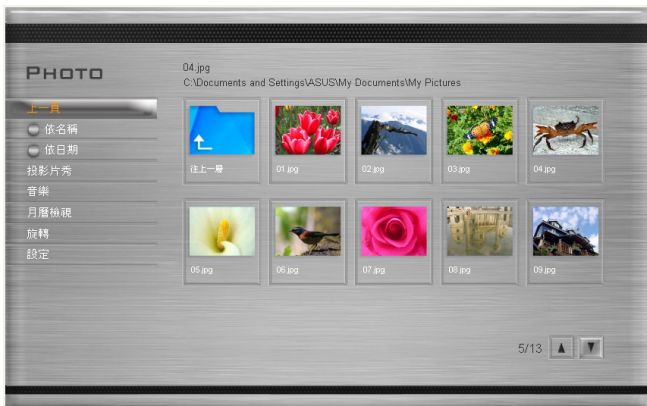 PHOTO
04.jpg
C:\Documents and Settings\ASUS\My Documents\My Pictures
上一頁
依名稱
依日期
投影片秀
音樂
月曆檢視
旋轉
設定
往上一層
01.jpg
02.jpg
03.jpg
04.jpg
05.jpg
06.jpg
07.jpg
08.jpg
09.jpg
5/13